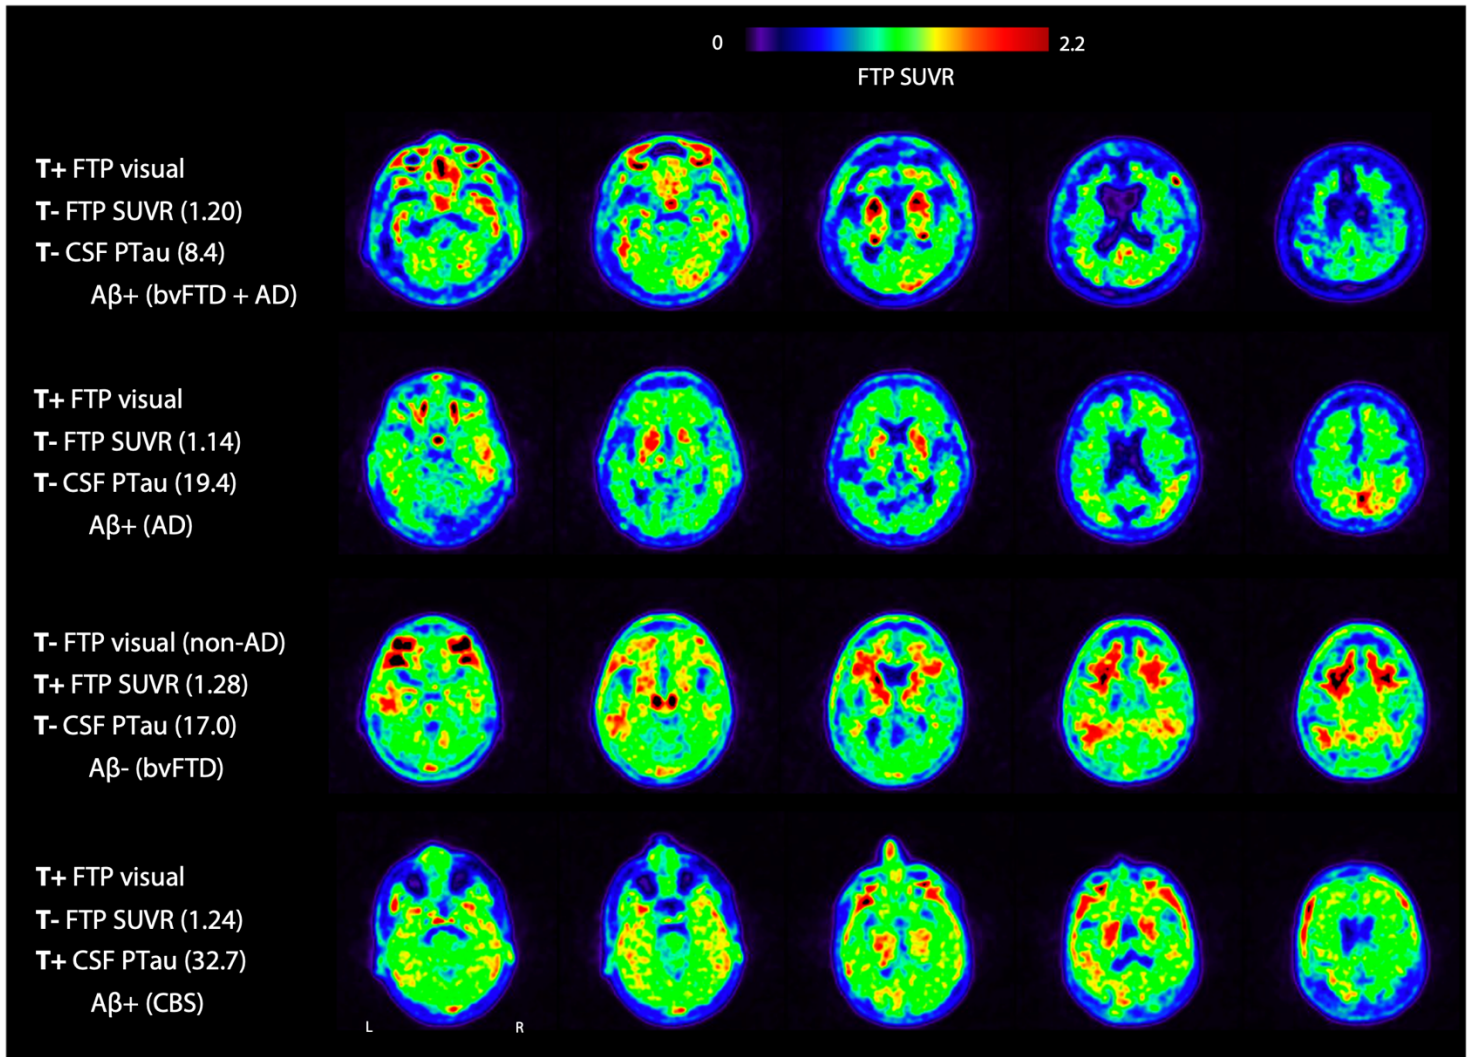 0 2.2
FTP SUVR
T+ FTP visual
T- FTP SUVR (1.20)
T- CSF PTau (8.4)
Aβ+ (bvFTD + AD)
T+ FTP visual
T- FTP SUVR (1.14)
T- CSF PTau (19.4)
Aβ+ (AD)
T- FTP visual (non-AD)
T+ FTP SUVR (1.28)
T- CSF PTau (17.0)
Aβ- (bvFTD)
T+ FTP visual
T- FTP SUVR (1.24)
T+ CSF PTau (32.7)
Aβ+ (CBS)
L R